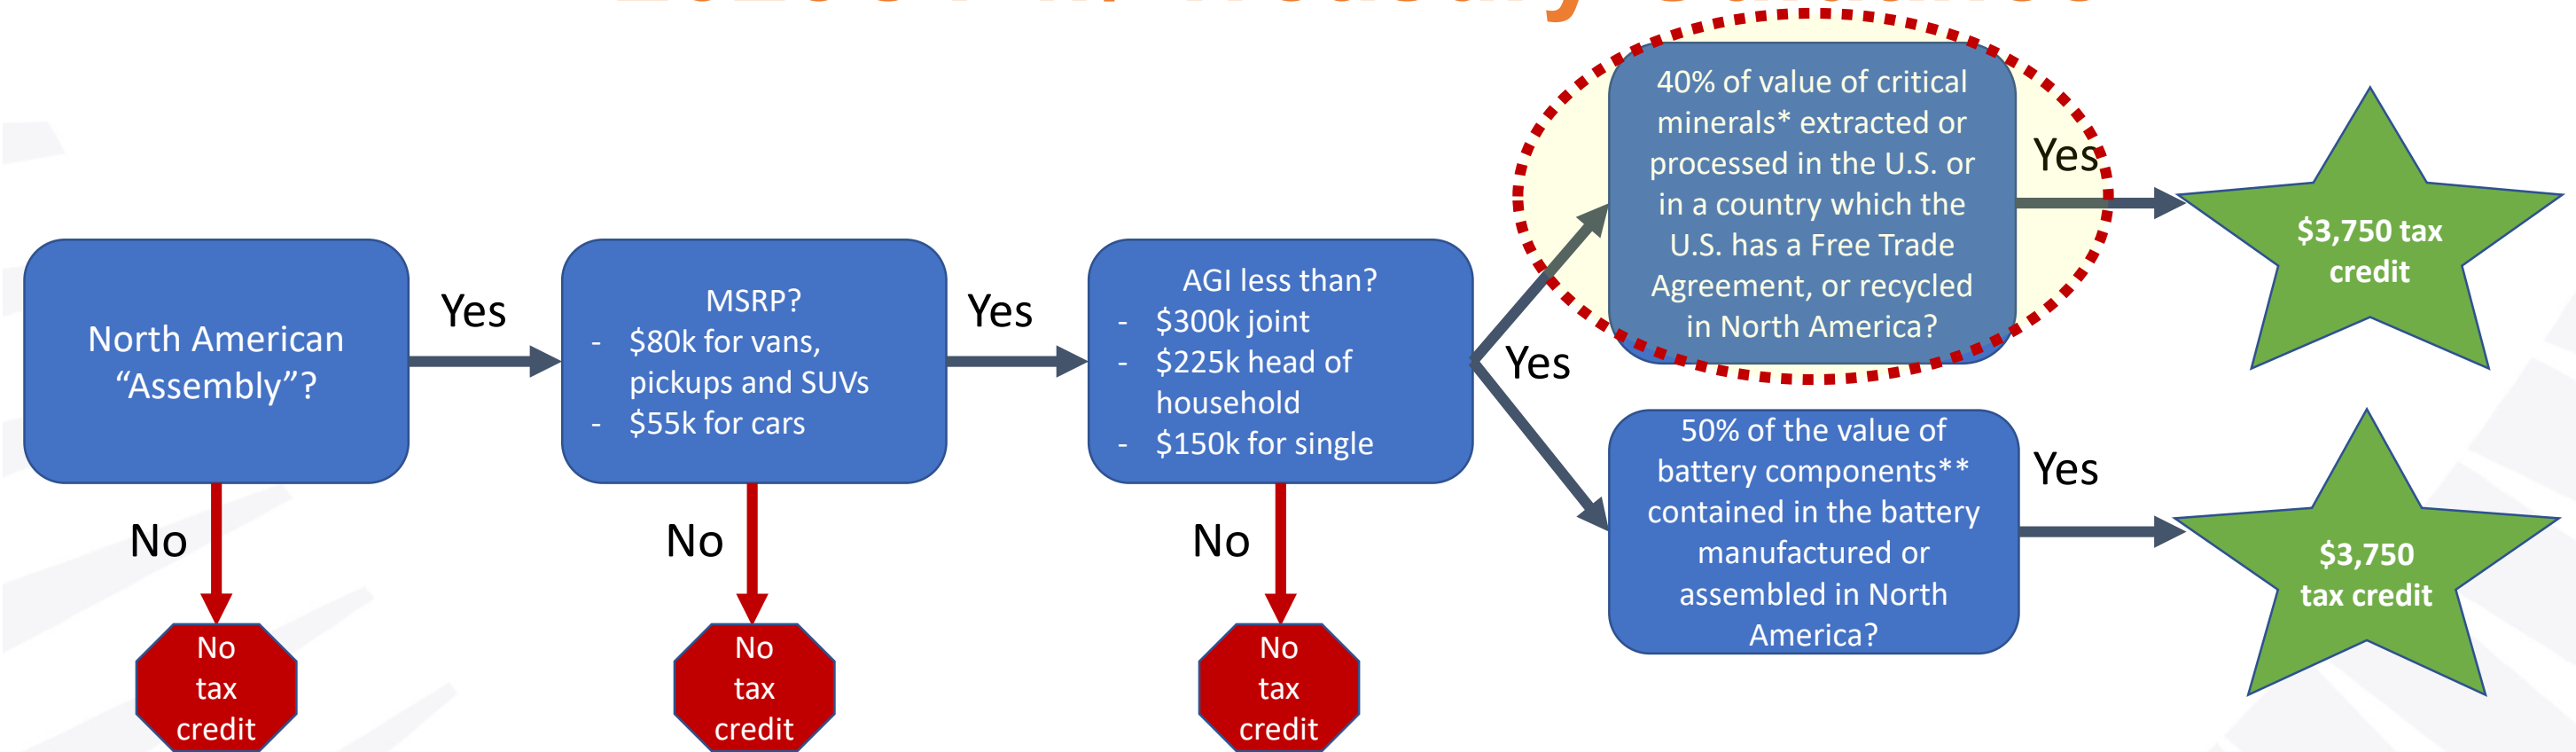 North American
“Assembly”?
Yes
No
No
tax
credit
MSRP?
- $80k for vans,
pickups and SUVs
- $55k for cars
Yes
No
No
tax
credit
AGI less than?
- $300k joint
- $225k head of
household
- $150k for single
Yes
No
No
tax
credit
40% of value of critical
minerals* extracted or
processed in the U.S. or
in a country which the
U.S. has a Free Trade
Agreement, or recycled
in North America?
Yes
$3,750 tax
credit
50% of the value of
battery components**
contained in the battery
manufactured or
assembled in North
America?
Yes
$3,750
tax credit